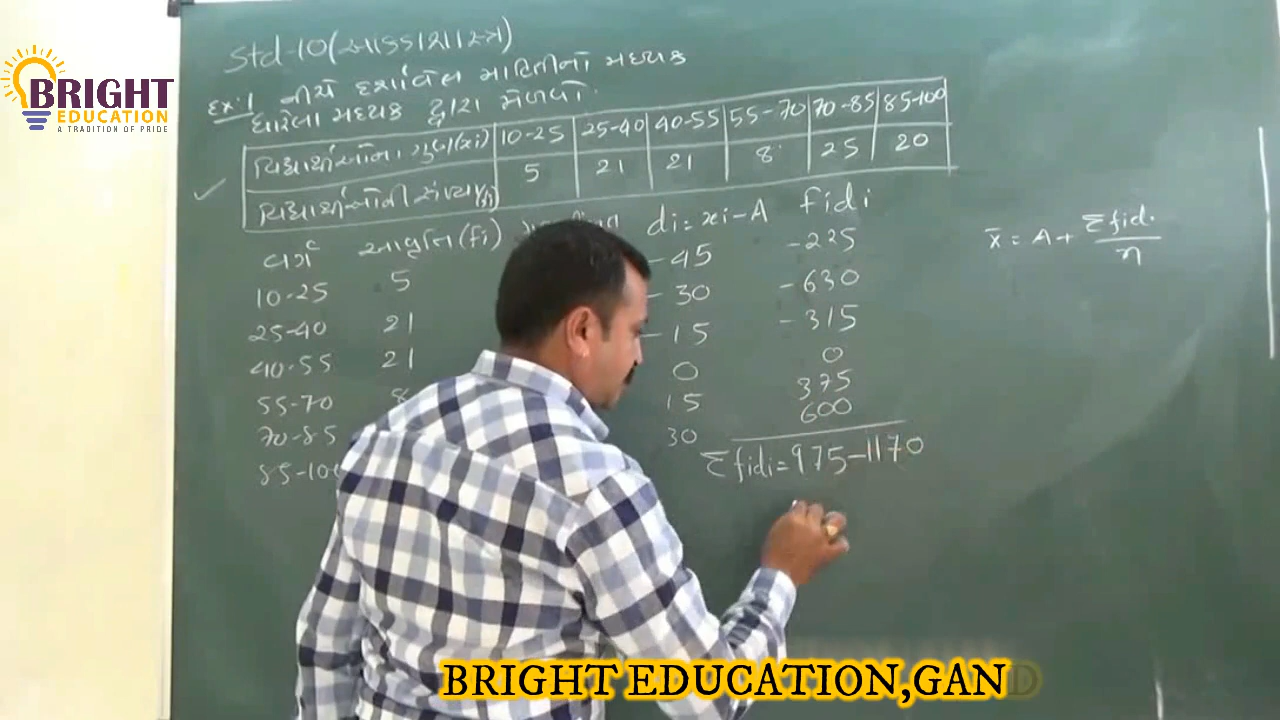 BRIGHT
EDUCATION
A TRADITION OF PRIDE
Std-10 (આંકડાશાસ્ત્ર)
Ex:1 નીચે દર્શાવેલ માહિતીનો મધ્યક
ધારેલા મધ્યક દ્વારા મેળવો.
વિદ્યાર્થીઓના ગુણ (xi) 10-25 25-40 40-55 55-70 70-85 85-100
વિદ્યાર્થીઓની સંખ્યા (fi) 5 21 21 8 25 20
વર્ગ c આવૃત્તિ (fi) di = xi - A fidi
10-25 5 -45 -225
25-40 21 -30 -630
40-55 21 -15 -315
55-70 8 0 0
70-85 15 375
85-100 30 600
Σfidi = 975-1170
x̄ = A + Σfidi / n
BRIGHT EDUCATION,GAN